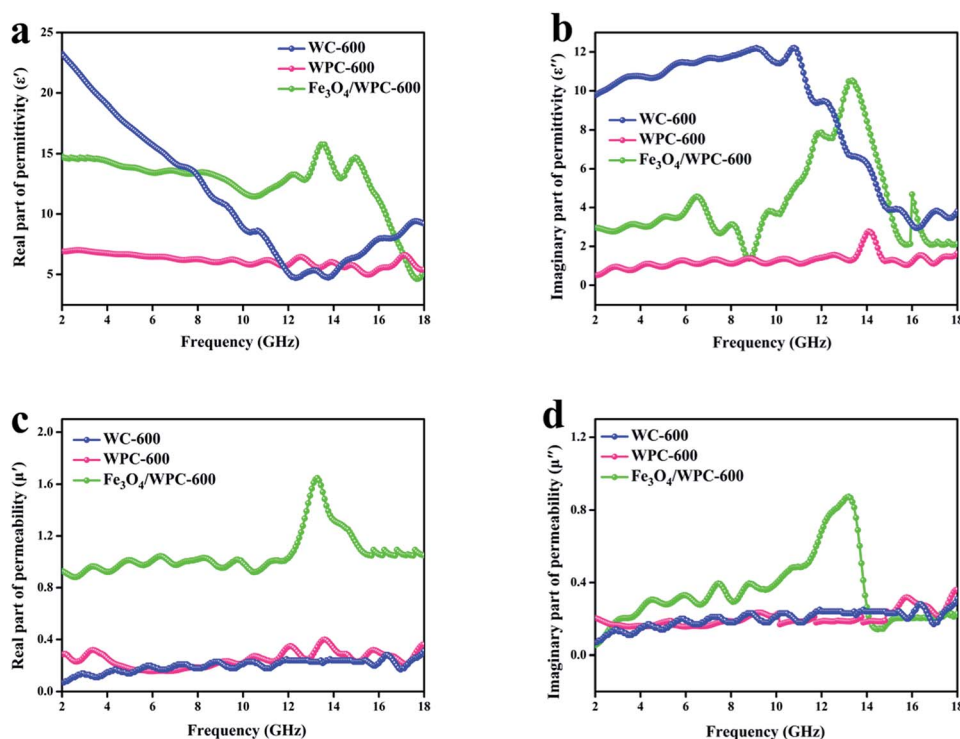 a
25
20
15
10
5
Real part of permittivity (ε′)
WC-600
WPC-600
Fe₃O₄/WPC-600
2 4 6 8 10 12 14 16 18
Frequency (GHz)
b
12
10
8
6
4
2
0
Imaginary part of permittivity (ε″)
WC-600
WPC-600
Fe₃O₄/WPC-600
2 4 6 8 10 12 14 16 18
Frequency (GHz)
c
2.0
1.6
1.2
0.8
0.4
0.0
Real part of permeability (μ′)
WC-600
WPC-600
Fe₃O₄/WPC-600
2 4 6 8 10 12 14 16 18
Frequency (GHz)
d
1.2
0.8
0.4
0.0
Imaginary part of permeability (μ″)
WC-600
WPC-600
Fe₃O₄/WPC-600
2 4 6 8 10 12 14 16 18
Frequency (GHz)